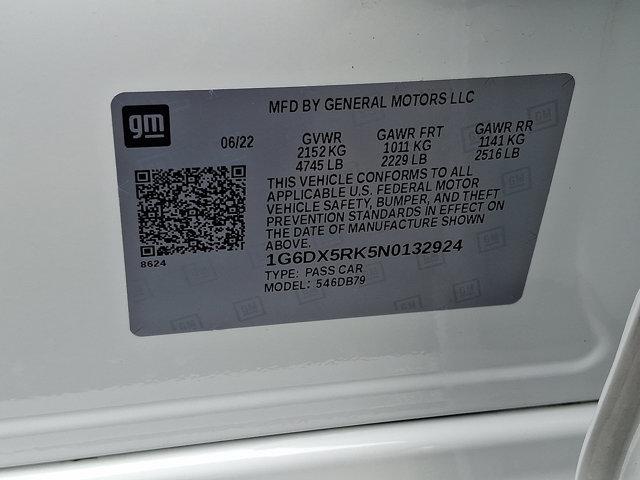 MFD BY GENERAL MOTORS LLC
gm
06/22 GVWR GAWR FRT GAWR RR
2152 KG 1011 KG 1141 KG
4745 LB 2229 LB 2516 LB
THIS VEHICLE CONFORMS TO ALL
APPLICABLE U.S. FEDERAL MOTOR
VEHICLE SAFETY, BUMPER, AND THEFT
PREVENTION STANDARDS IN EFFECT ON
THE DATE OF MANUFACTURE SHOWN
ABOVE.
8624
1G6DX5RK5N0132924
TYPE: PASS CAR
MODEL: 546DB79